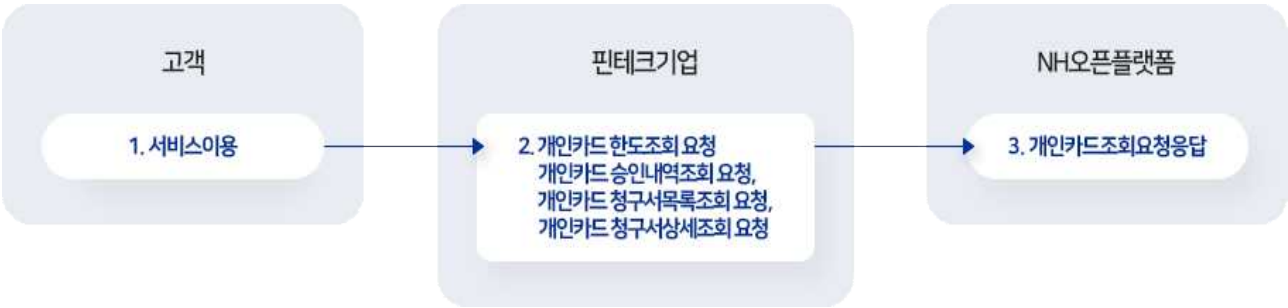 고객
1. 서비스이용
핀테크기업
2. 개인카드 한도조회 요청
개인카드 승인내역조회 요청,
개인카드 청구서목록조회 요청,
개인카드 청구서상세조회 요청
NH오픈플랫폼
3. 개인카드조회요청응답